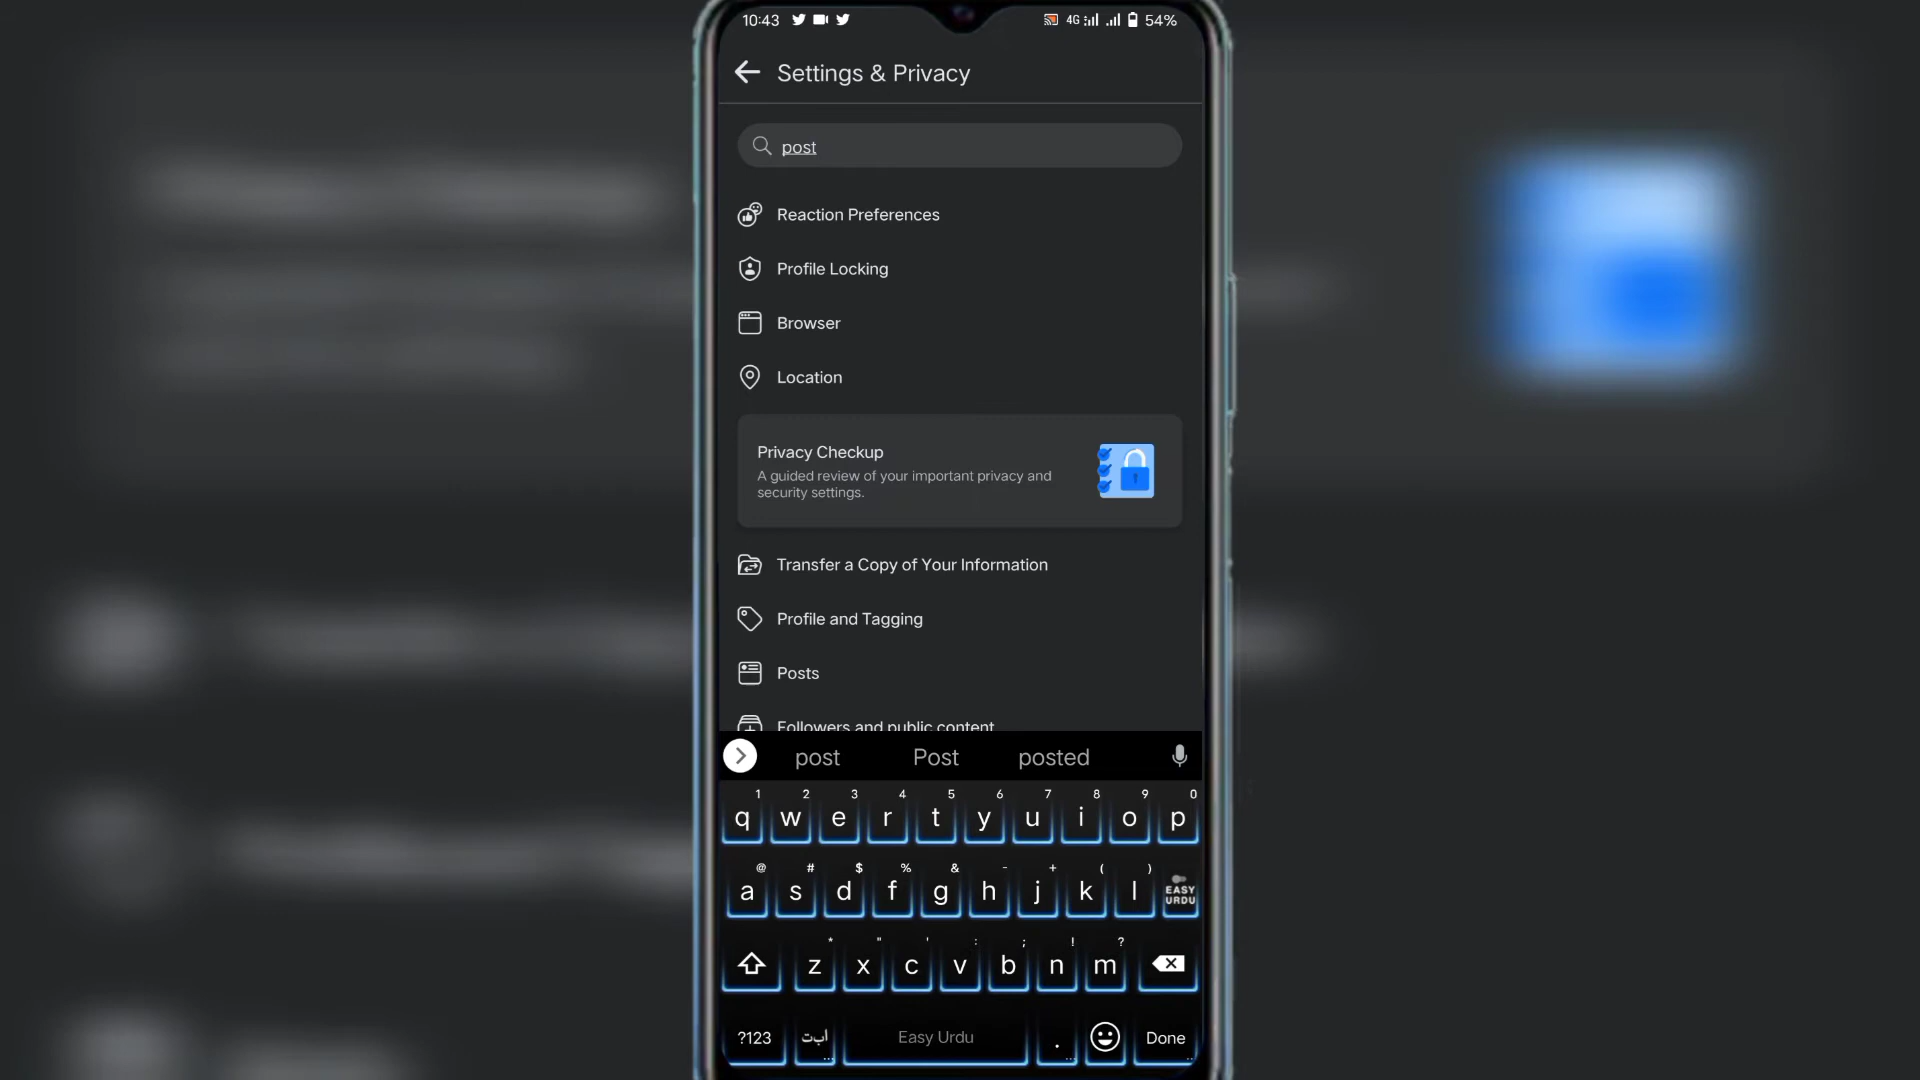 10:43 4G 54%
Settings & Privacy
post
Reaction Preferences
Profile Locking
Browser
Location
Privacy Checkup
A guided review of your important privacy and
security settings.
Transfer a Copy of Your Information
Profile and Tagging
Posts
Followers and public content
post Post posted
1 2 3 4 5 6 7 8 9 0
q w e r t y u i o p
@ # $ % & - + ( )
a s d f g h j k l EASY URDU
* " ' : ; ! ?
z x c v b n m
?123 ابت Easy Urdu . Done